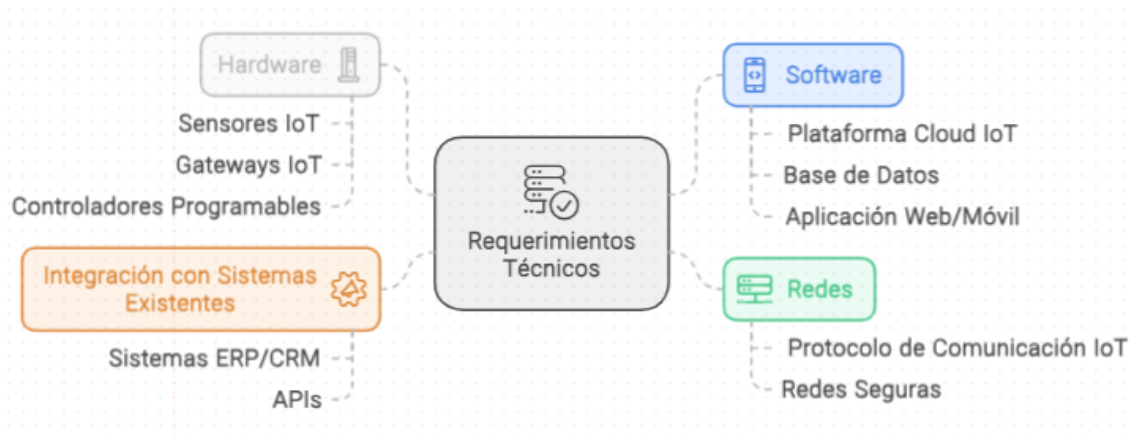 Hardware
Sensores IoT
Gateways IoT
Controladores Programables
Integración con Sistemas
Existentes
Sistemas ERP/CRM
APIs
Requerimientos
Técnicos
Software
Plataforma Cloud IoT
Base de Datos
Aplicación Web/Móvil
Redes
Protocolo de Comunicación IoT
Redes Seguras